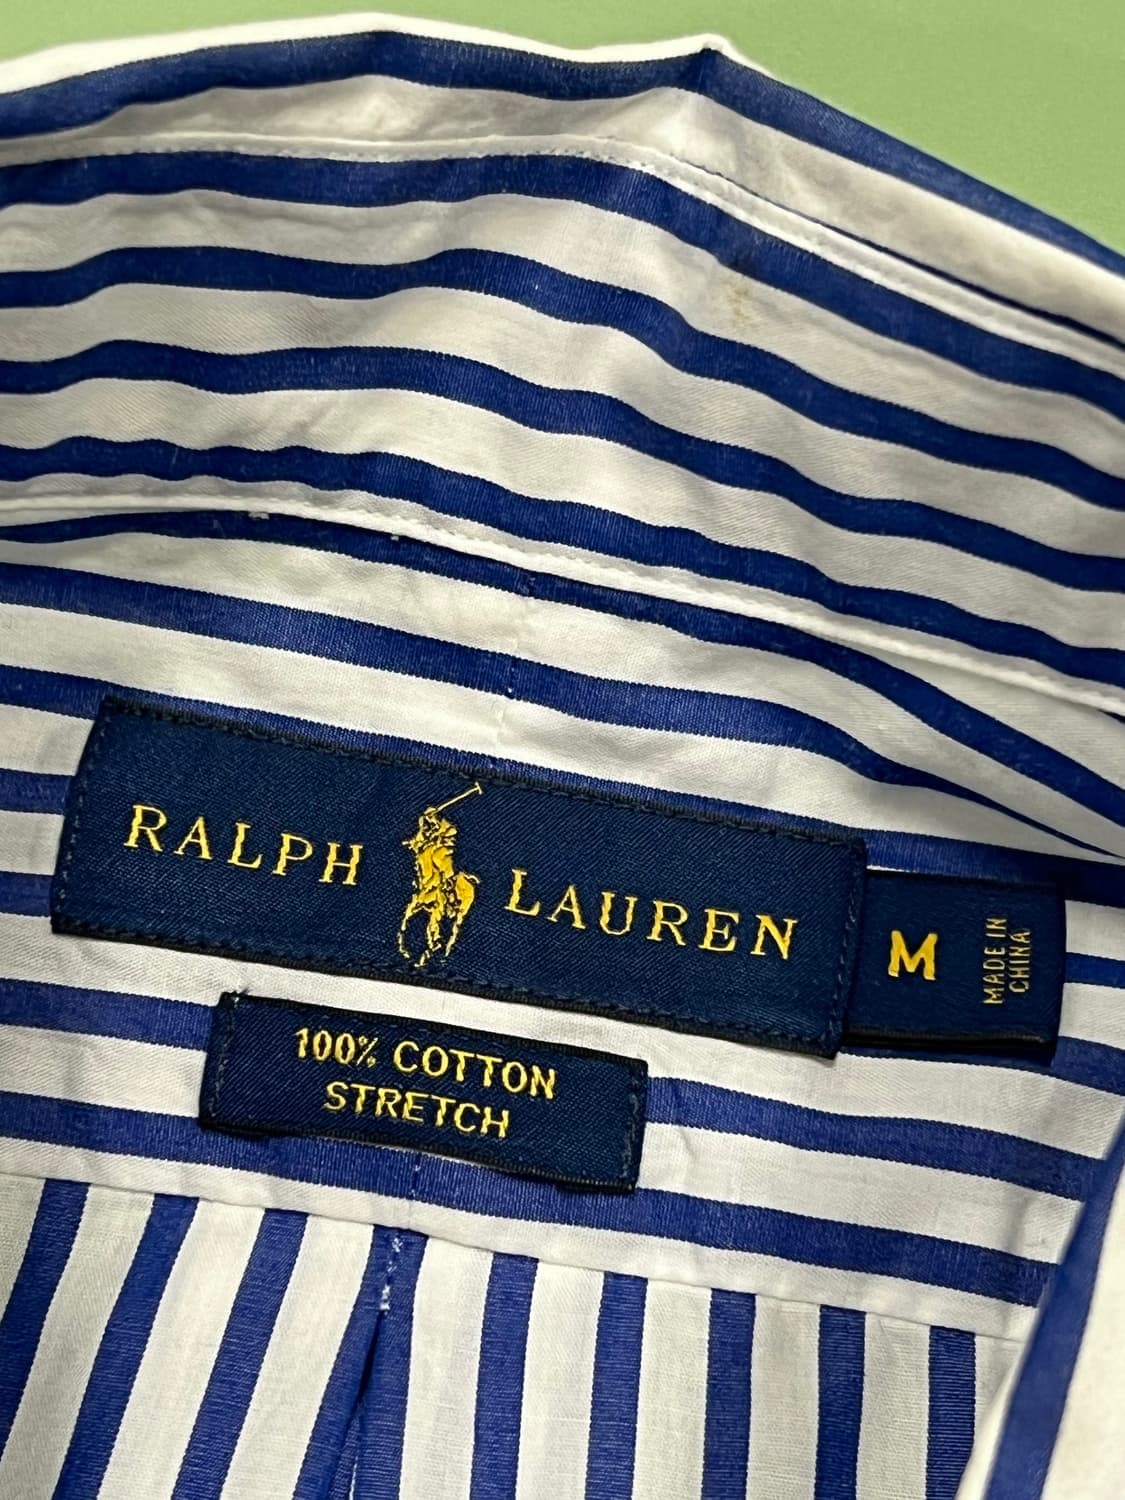 RALPH LAUREN
M
MADE IN
CHINA
100% COTTON
STRETCH